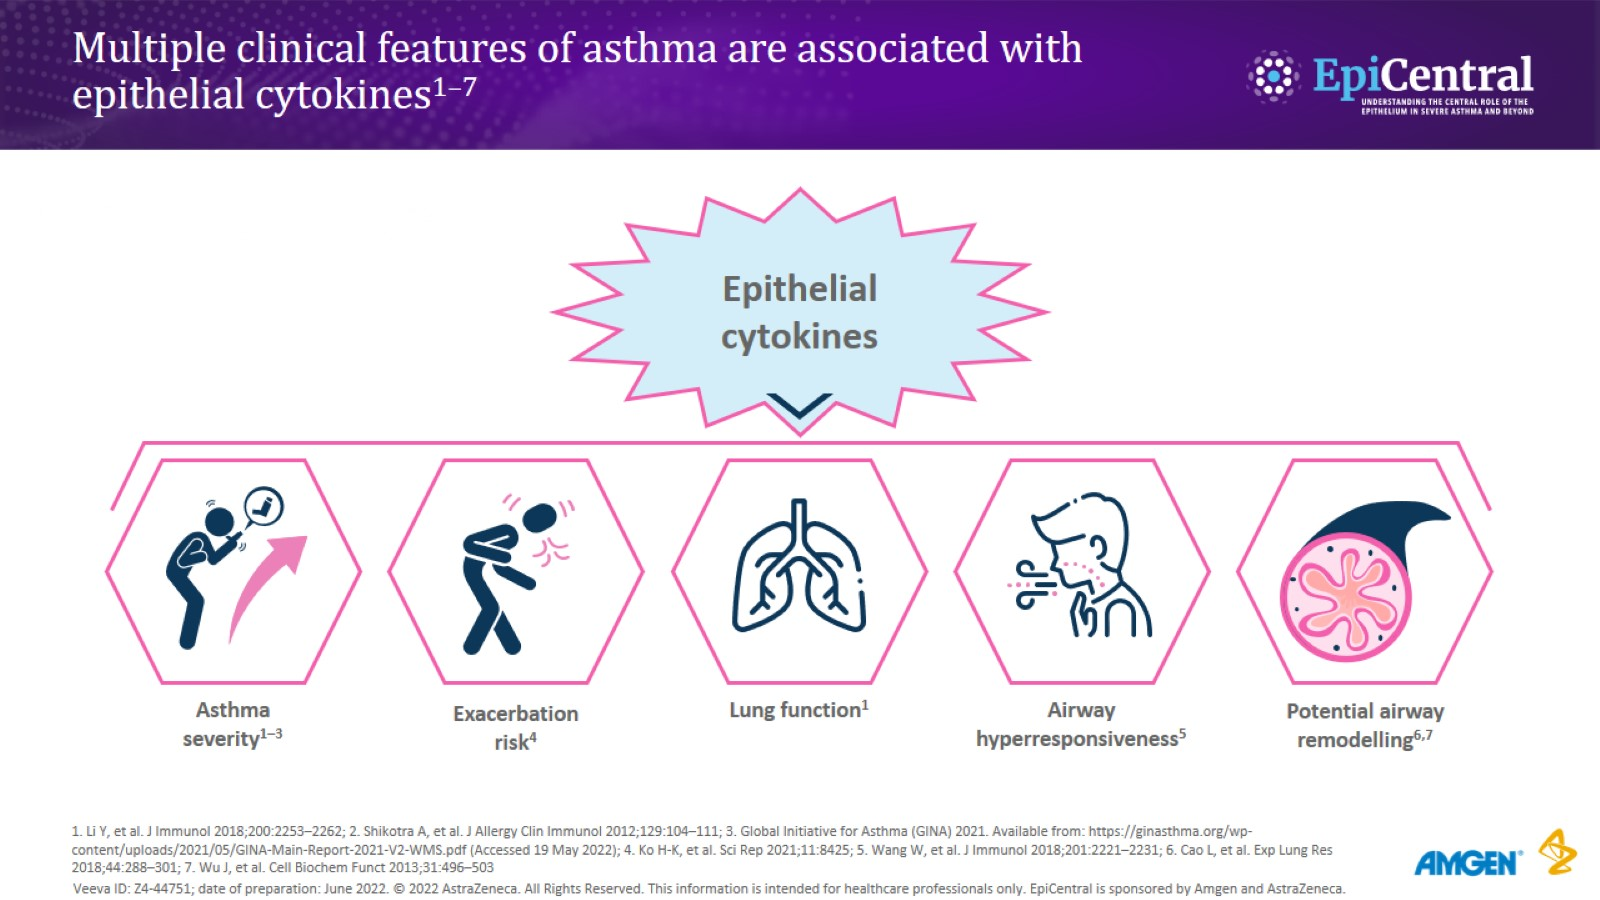 Multiple clinical features of asthma are associated with
epithelial cytokines¹⁻⁷
EpiCentral
UNDERSTANDING THE CENTRAL ROLE OF THE
EPITHELIUM IN SEVERE ASTHMA AND BEYOND
Epithelial
cytokines
Asthma
severity¹⁻³
Exacerbation
risk⁴
Lung function¹
Airway
hyperresponsiveness⁵
Potential airway
remodelling⁶,⁷
1. Li Y, et al. J Immunol 2018;200:2253–2262; 2. Shikotra A, et al. J Allergy Clin Immunol 2012;129:104–111; 3. Global Initiative for Asthma (GINA) 2021. Available from: https://ginasthma.org/wp-
content/uploads/2021/05/GINA-Main-Report-2021-V2-WMS.pdf (Accessed 19 May 2022); 4. Ko H-K, et al. Sci Rep 2021;11:8425; 5. Wang W, et al. J Immunol 2018;201:2221–2231; 6. Cao L, et al. Exp Lung Res
2018;44:288–301; 7. Wu J, et al. Cell Biochem Funct 2013;31:496–503
Veeva ID: Z4-44751; date of preparation: June 2022. © 2022 AstraZeneca. All Rights Reserved. This information is intended for healthcare professionals only. EpiCentral is sponsored by Amgen and AstraZeneca.
AMGEN®